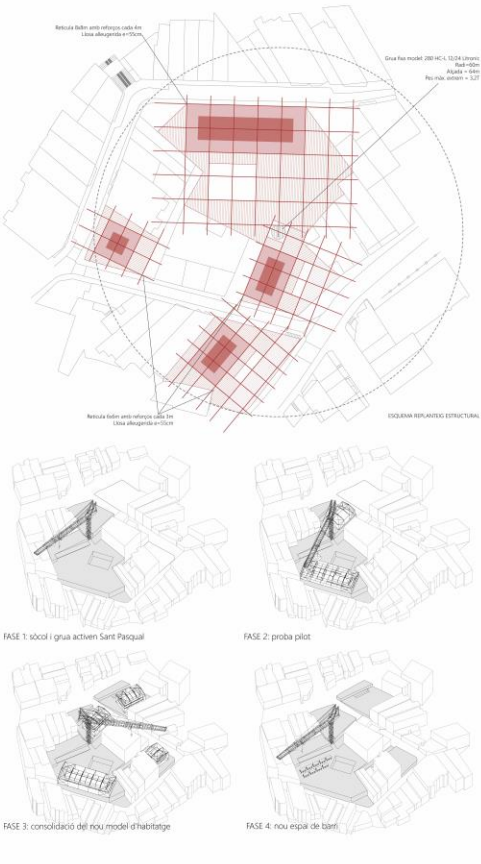 Retícula 8x8m amb reforços cada 4m
Llosa alleugerida e=55cm
Grua fixa model: 280 HC-L 12/24 Litronic
Radi=60m
Alçada = 64m
Pes màx. extrem = 3,2T
Retícula 6x6m amb reforços cada 3m
Llosa alleugerida e=55cm
ESQUEMA REPLANTEIG ESTRUCTURAL
FASE 1: sòcol i grua activen Sant Pasqual
FASE 2: proba pilot
FASE 3: consolidació del nou model d'habitatge
FASE 4: nou espai de barri